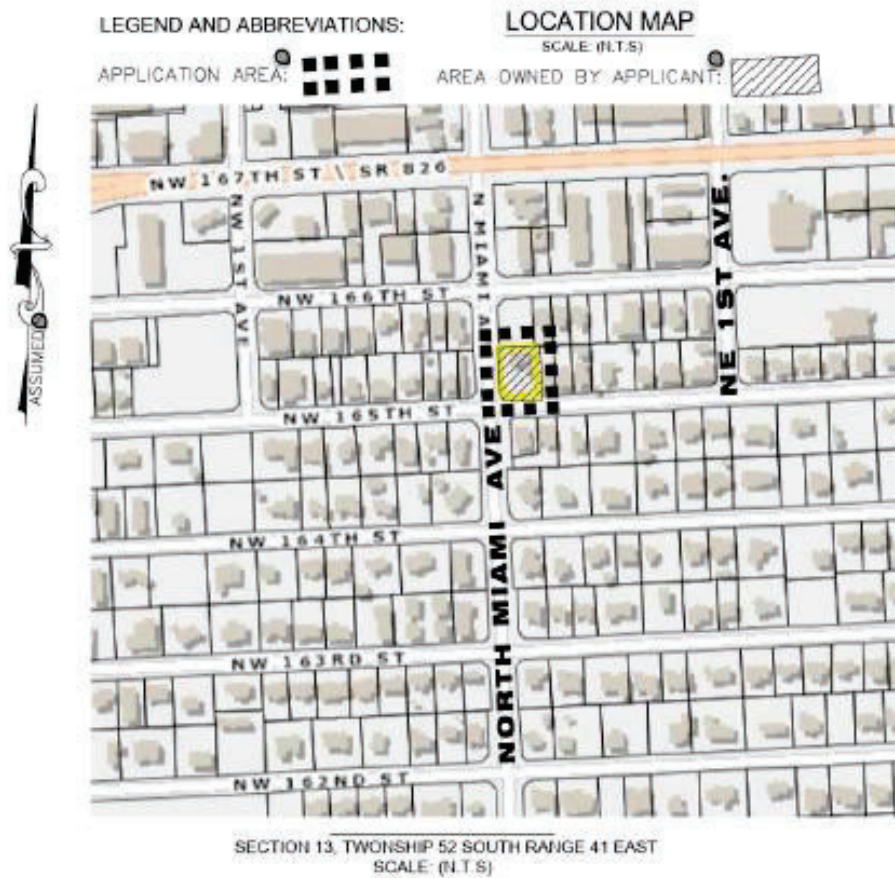 LEGEND AND ABBREVIATIONS:
LOCATION MAP
SCALE: (N.T.S)
APPLICATION AREA:
AREA OWNED BY APPLICANT:
ASSUMED
NW 167TH ST \ SR 826
NW 1ST AVE
N MIAMI AV
NE 1ST AVE.
NW 166TH ST
NW 165TH ST
NORTH MIAMI AVE
NW 164TH ST
NW 163RD ST
NW 162ND ST
SECTION 13, TWONSHIP 52 SOUTH RANGE 41 EAST
SCALE: (N.T.S)